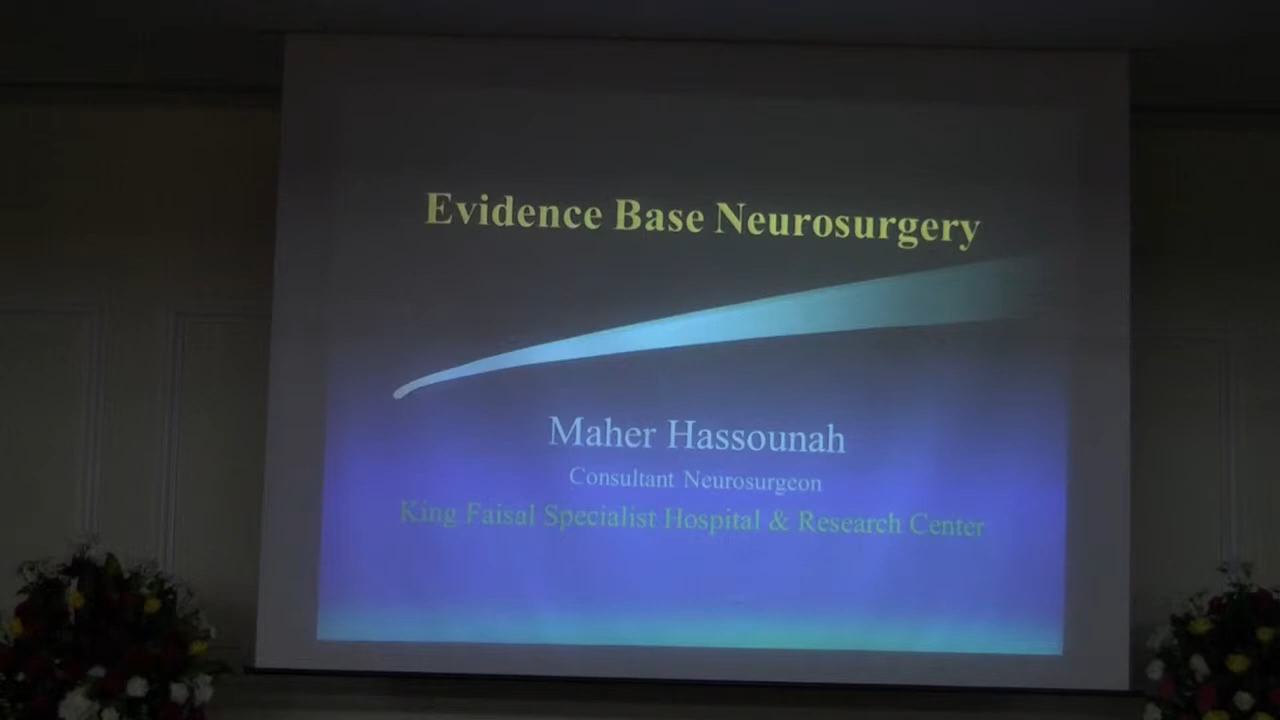 Evidence Base Neurosurgery
Maher Hassounah
Consultant Neurosurgeon
King Faisal Specialist Hospital & Research Center